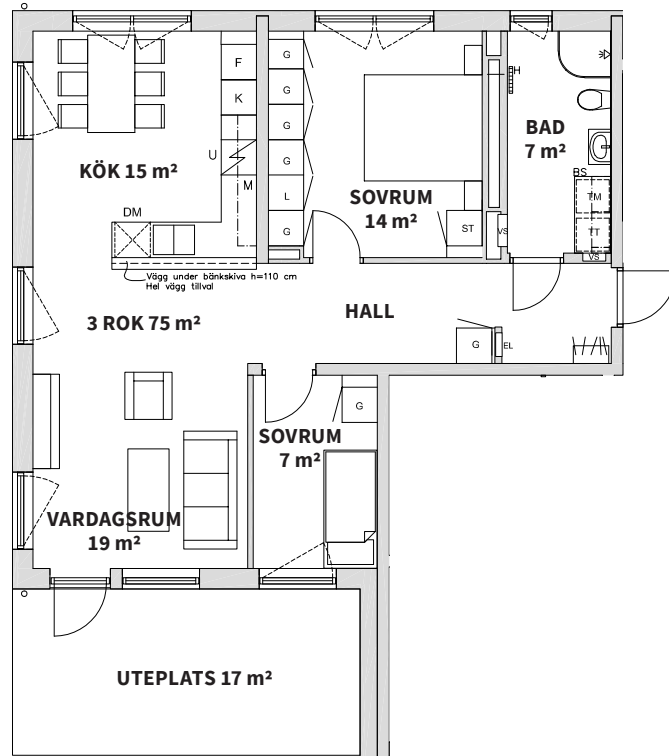 F
K
U
M
DM
KÖK 15 m²
Vägg under bänkskiva h=110 cm
Hel vägg tillval
G
G
G
G
L
G
SOVRUM
14 m²
ST
H
BAD
7 m²
BS
TM
TT
VS
VS
3 ROK 75 m²
HALL
G
EL
G
SOVRUM
7 m²
VARDAGSRUM
19 m²
UTEPLATS 17 m²